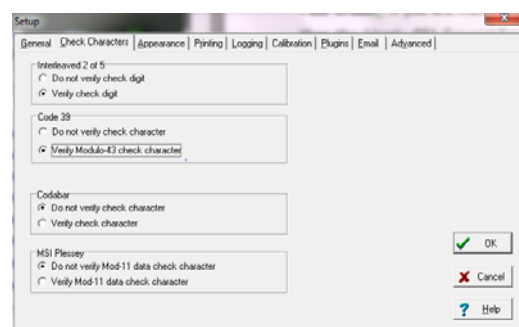 Setup
General Check Characters Appearance Printing Logging Calibration Plugins Email Advanced
Interleaved 2 of 5
Do not verify check digit
Verify check digit
Code 39
Do not verify check character
Verify Modulo-43 check character
Codabar
Do not verify check character
Verify check character
MSI Plessey
Do not verify Mod-11 data check character
Verify Mod-11 data check character
OK
Cancel
Help